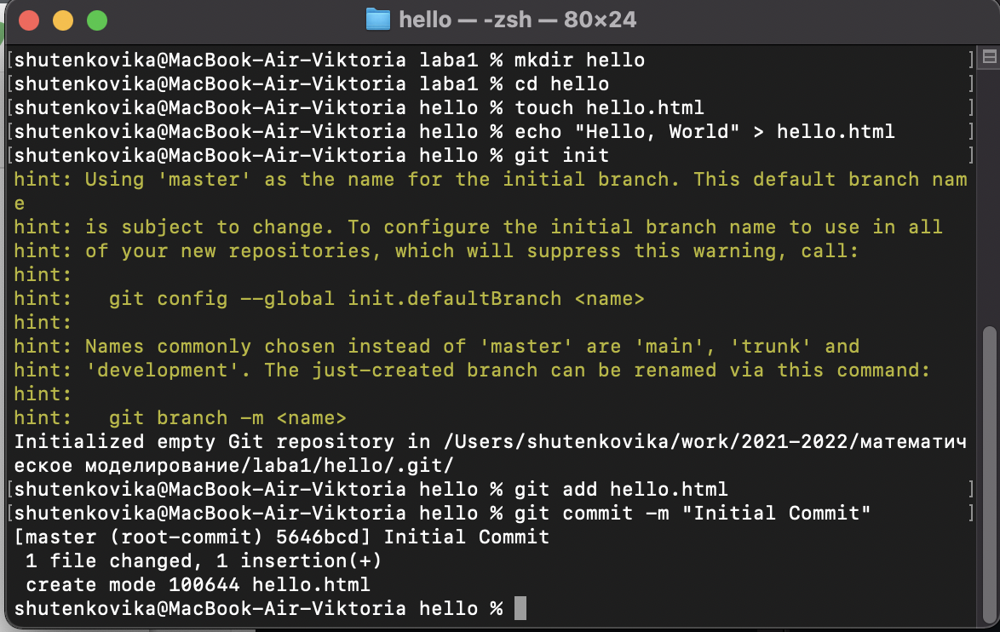 hello — -zsh — 80×24
[shutenkovika@MacBook-Air-Viktoria laba1 % mkdir hello ]
[shutenkovika@MacBook-Air-Viktoria laba1 % cd hello ]
[shutenkovika@MacBook-Air-Viktoria hello % touch hello.html ]
[shutenkovika@MacBook-Air-Viktoria hello % echo "Hello, World" > hello.html ]
[shutenkovika@MacBook-Air-Viktoria hello % git init ]
hint: Using 'master' as the name for the initial branch. This default branch nam
e
hint: is subject to change. To configure the initial branch name to use in all
hint: of your new repositories, which will suppress this warning, call:
hint:
hint:   git config --global init.defaultBranch <name>
hint:
hint: Names commonly chosen instead of 'master' are 'main', 'trunk' and
hint: 'development'. The just-created branch can be renamed via this command:
hint:
hint:   git branch -m <name>
Initialized empty Git repository in /Users/shutenkovika/work/2021-2022/математич
еское моделирование/laba1/hello/.git/
[shutenkovika@MacBook-Air-Viktoria hello % git add hello.html ]
[shutenkovika@MacBook-Air-Viktoria hello % git commit -m "Initial Commit" ]
[master (root-commit) 5646bcd] Initial Commit
 1 file changed, 1 insertion(+)
 create mode 100644 hello.html
shutenkovika@MacBook-Air-Viktoria hello %